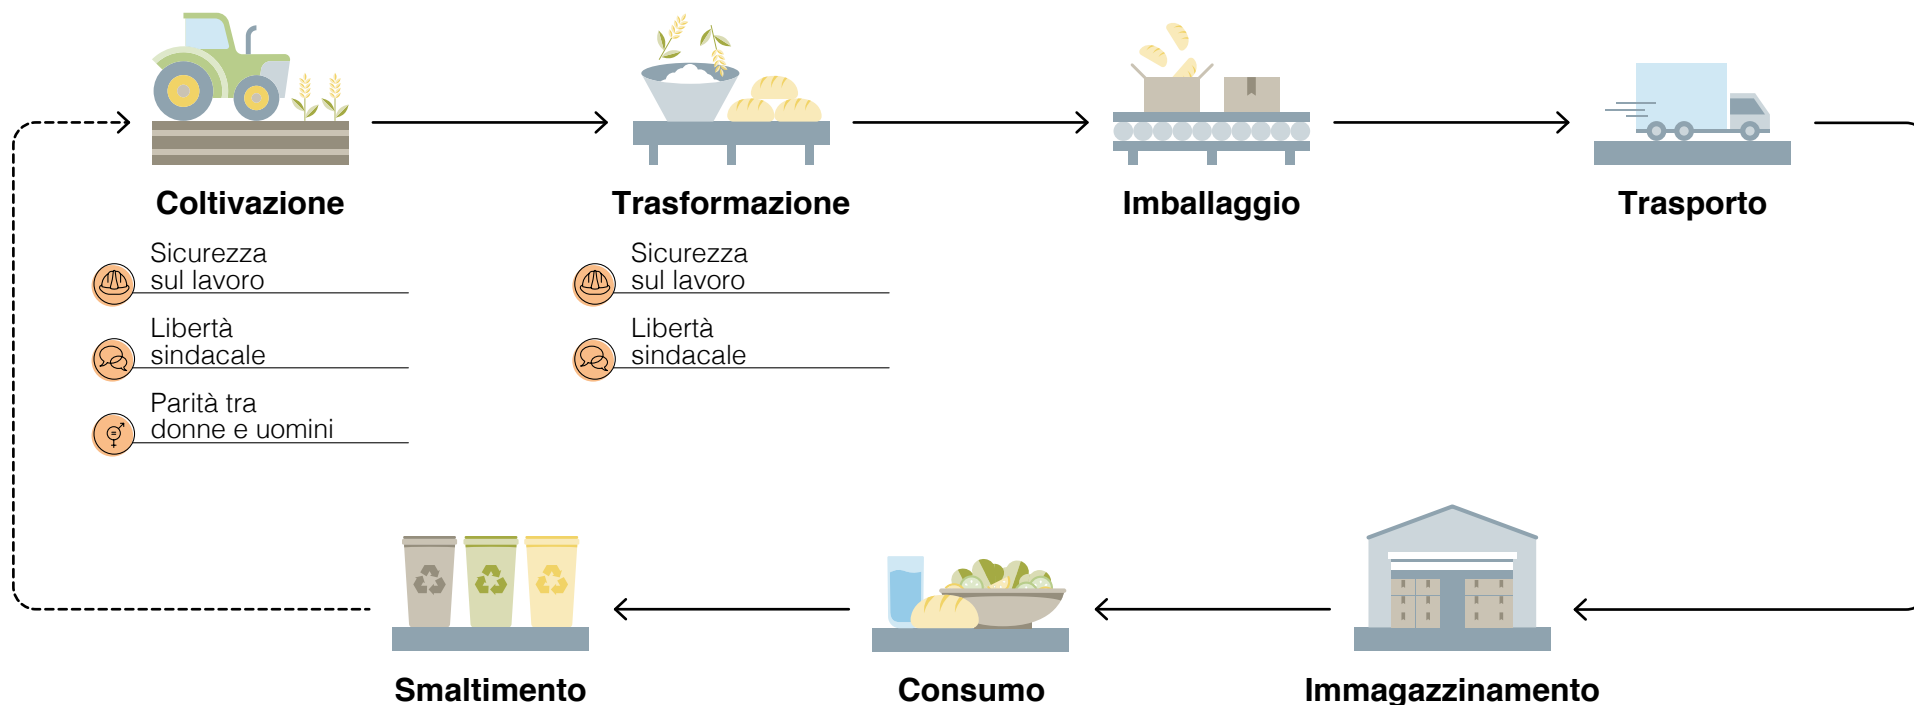 Coltivazione
Sicurezza
sul lavoro
Libertà
sindacale
Parità tra
donne e uomini
Trasformazione
Sicurezza
sul lavoro
Libertà
sindacale
Imballaggio
Trasporto
Immagazzinamento
Consumo
Smaltimento